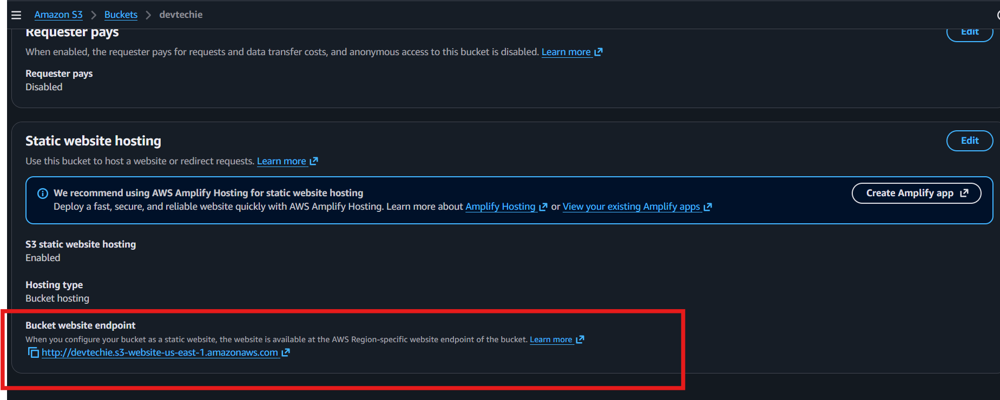 Amazon S3 > Buckets > devtechie
Requester pays
Edit
When enabled, the requester pays for requests and data transfer costs, and anonymous access to this bucket is disabled. Learn more
Requester pays
Disabled
Static website hosting
Edit
Use this bucket to host a website or redirect requests. Learn more
We recommend using AWS Amplify Hosting for static website hosting
Create Amplify app
Deploy a fast, secure, and reliable website quickly with AWS Amplify Hosting. Learn more about Amplify Hosting or View your existing Amplify apps
S3 static website hosting
Enabled
Hosting type
Bucket hosting
Bucket website endpoint
When you configure your bucket as a static website, the website is available at the AWS Region-specific website endpoint of the bucket. Learn more
http://devtechie.s3-website-us-east-1.amazonaws.com